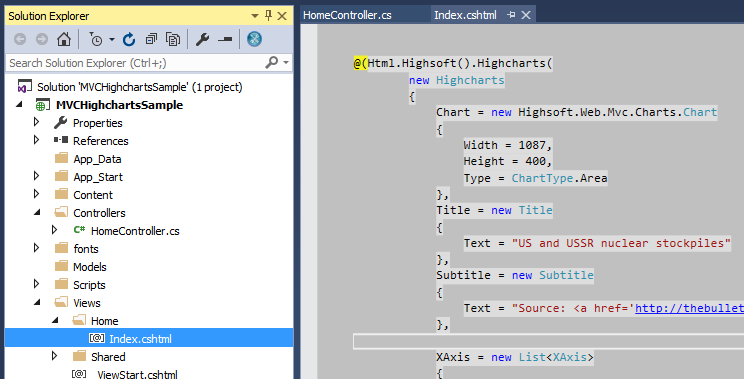 Solution Explorer
Search Solution Explorer (Ctrl+;)
Solution 'MVCHighchartsSample' (1 project)
MVCHighchartsSample
Properties
References
App_Data
App_Start
Content
Controllers
C# HomeController.cs
fonts
Models
Scripts
Views
Home
[@] Index.cshtml
Shared
[@] _ViewStart.cshtml
HomeController.cs
Index.cshtml
@(Html.Highsoft().Highcharts(
new Highcharts
{
Chart = new Highsoft.Web.Mvc.Charts.Chart
{
Width = 1087,
Height = 400,
Type = ChartType.Area
},
Title = new Title
{
Text = "US and USSR nuclear stockpiles"
},
Subtitle = new Subtitle
{
Text = "Source: <a href='http://thebullet
},
XAxis = new List<XAxis>
{